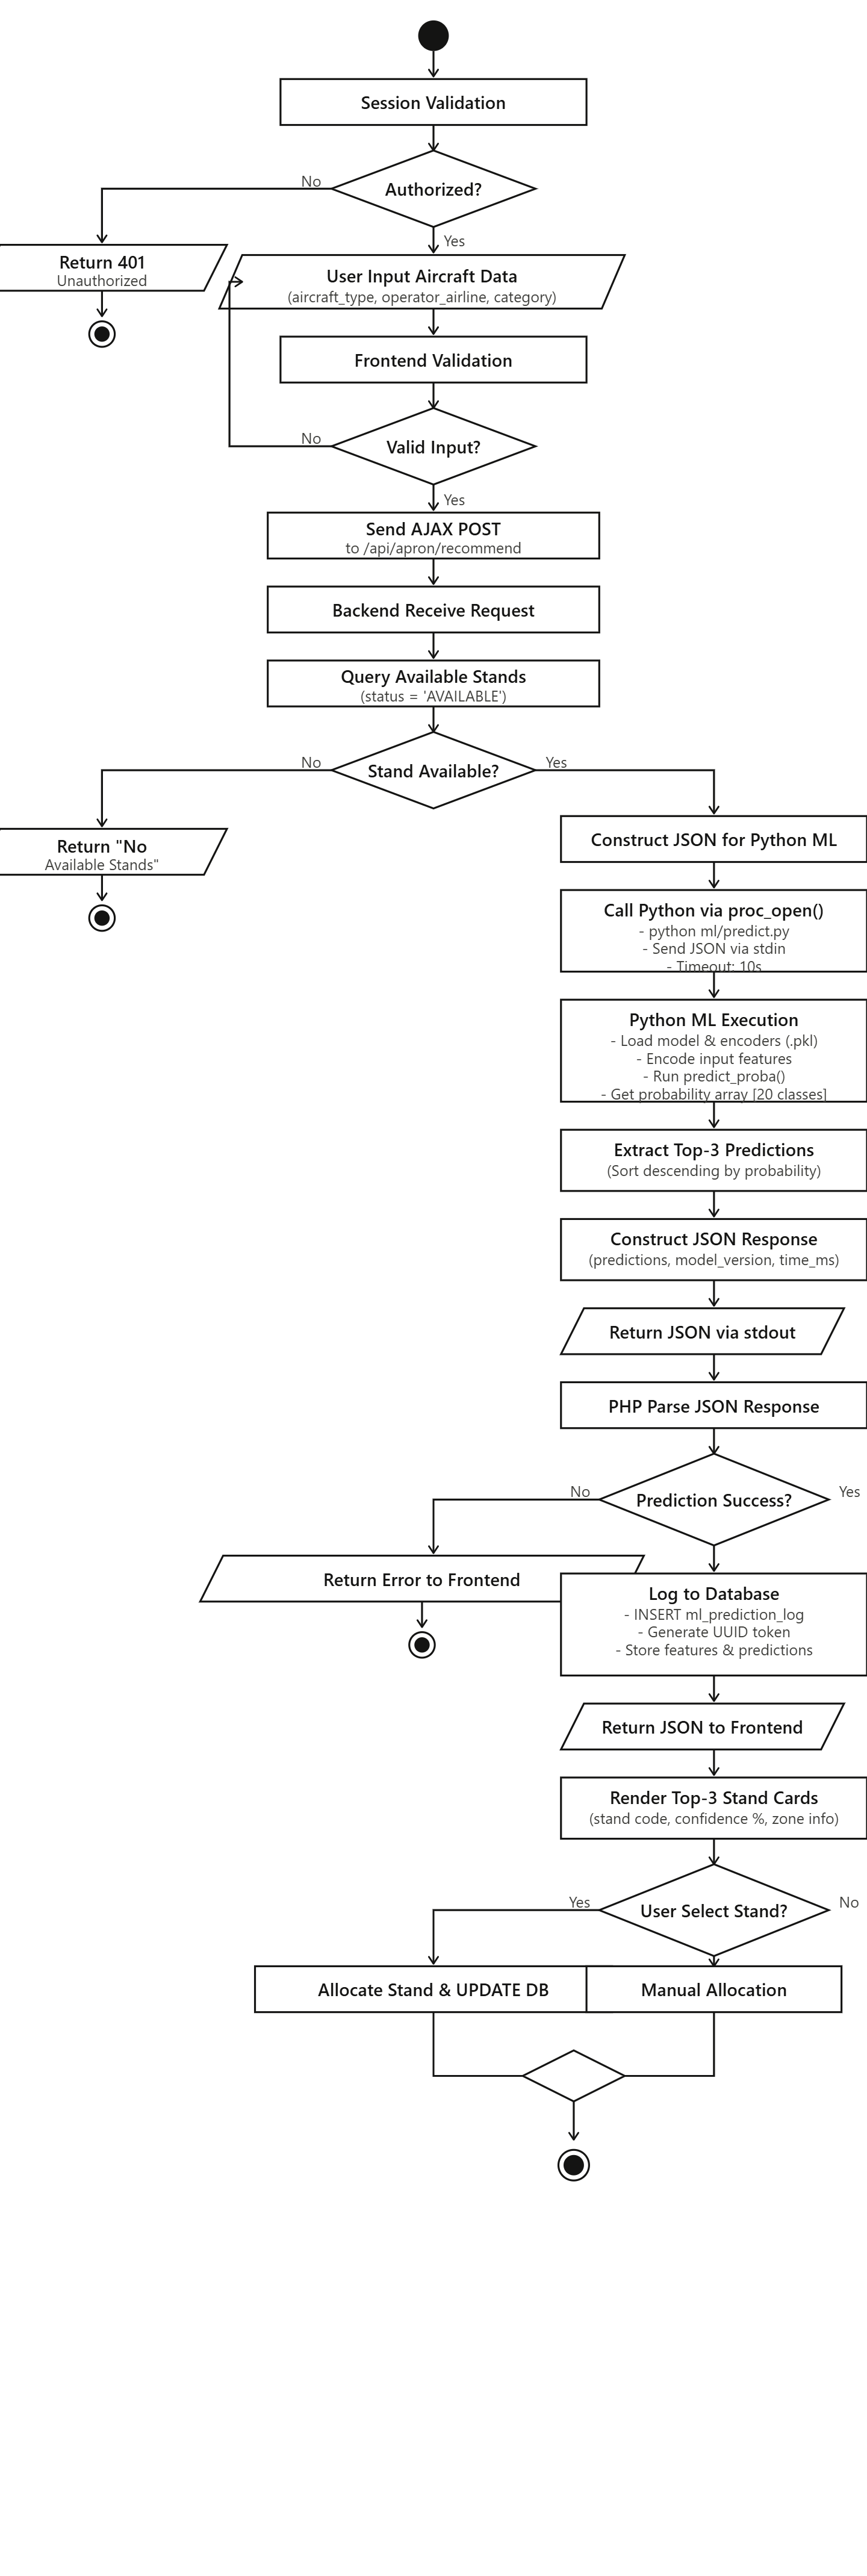 Session Validation
No
Authorized?
Yes
Return 401
Unauthorized
User Input Aircraft Data
(aircraft_type, operator_airline, category)
Frontend Validation
No
Valid Input?
Yes
Send AJAX POST
to /api/apron/recommend
Backend Receive Request
Query Available Stands
(status = 'AVAILABLE')
No
Stand Available?
Yes
Return "No
Available Stands"
Construct JSON for Python ML
Call Python via proc_open()
- python ml/predict.py
- Send JSON via stdin
- Timeout: 10s
Python ML Execution
- Load model & encoders (.pkl)
- Encode input features
- Run predict_proba()
- Get probability array [20 classes]
Extract Top-3 Predictions
(Sort descending by probability)
Construct JSON Response
(predictions, model_version, time_ms)
Return JSON via stdout
PHP Parse JSON Response
No
Prediction Success?
Yes
Return Error to Frontend
Log to Database
- INSERT ml_prediction_log
- Generate UUID token
- Store features & predictions
Return JSON to Frontend
Render Top-3 Stand Cards
(stand code, confidence %, zone info)
Yes
User Select Stand?
No
Allocate Stand & UPDATE DB
Manual Allocation